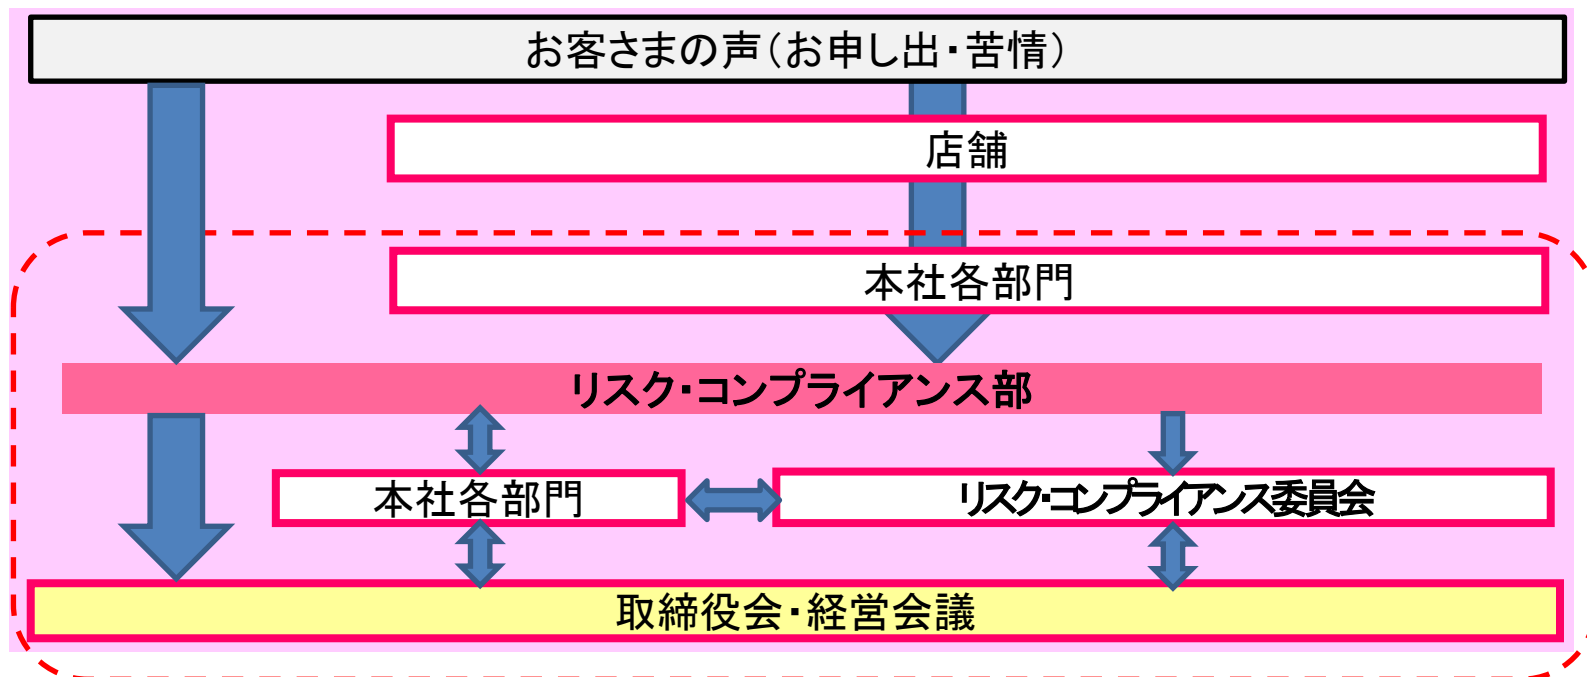 お客さまの声（お申し出・苦情）
店舗
本社各部門
リスク・コンプライアンス部
本社各部門
リスク・コンプライアンス委員会
取締役会・経営会議